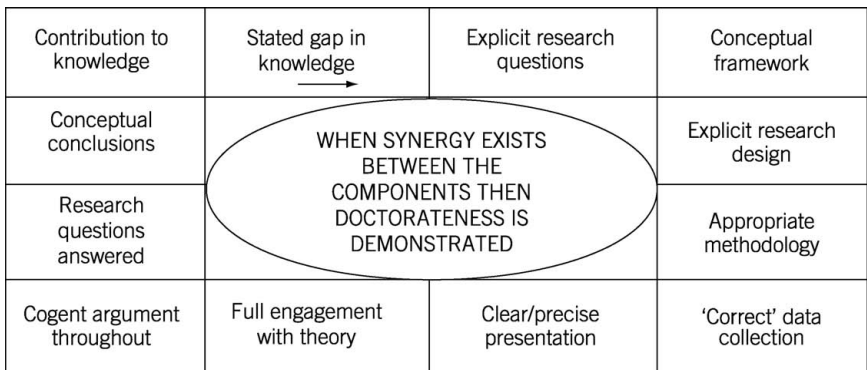 Contribution to
knowledge
Stated gap in
knowledge
Explicit research
questions
Conceptual
framework
Conceptual
conclusions
WHEN SYNERGY EXISTS
BETWEEN THE
COMPONENTS THEN
DOCTORATENESS IS
DEMONSTRATED
Explicit research
design
Research
questions
answered
Appropriate
methodology
Cogent argument
throughout
Full engagement
with theory
Clear/precise
presentation
‘Correct’ data
collection